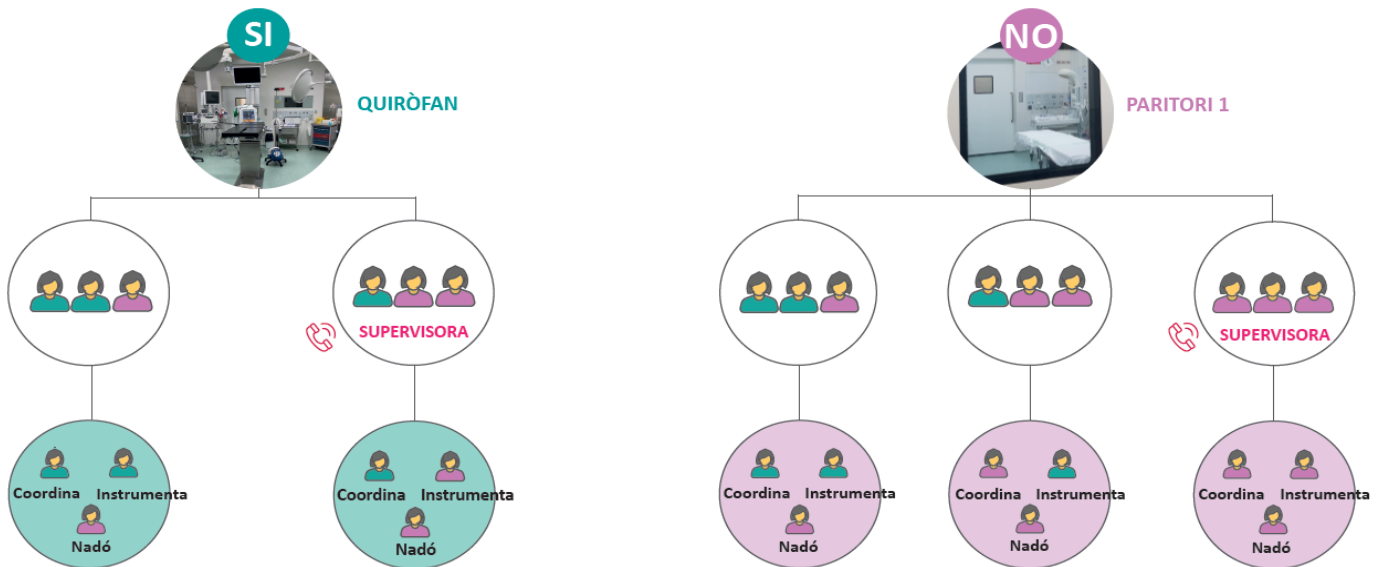 SI
NO
QUIRÒFAN
PARITORI 1
SUPERVISORA
SUPERVISORA
Coordina Instrumenta
Nadó
Coordina Instrumenta
Nadó
Coordina Instrumenta
Nadó
Coordina Instrumenta
Nadó
Coordina Instrumenta
Nadó